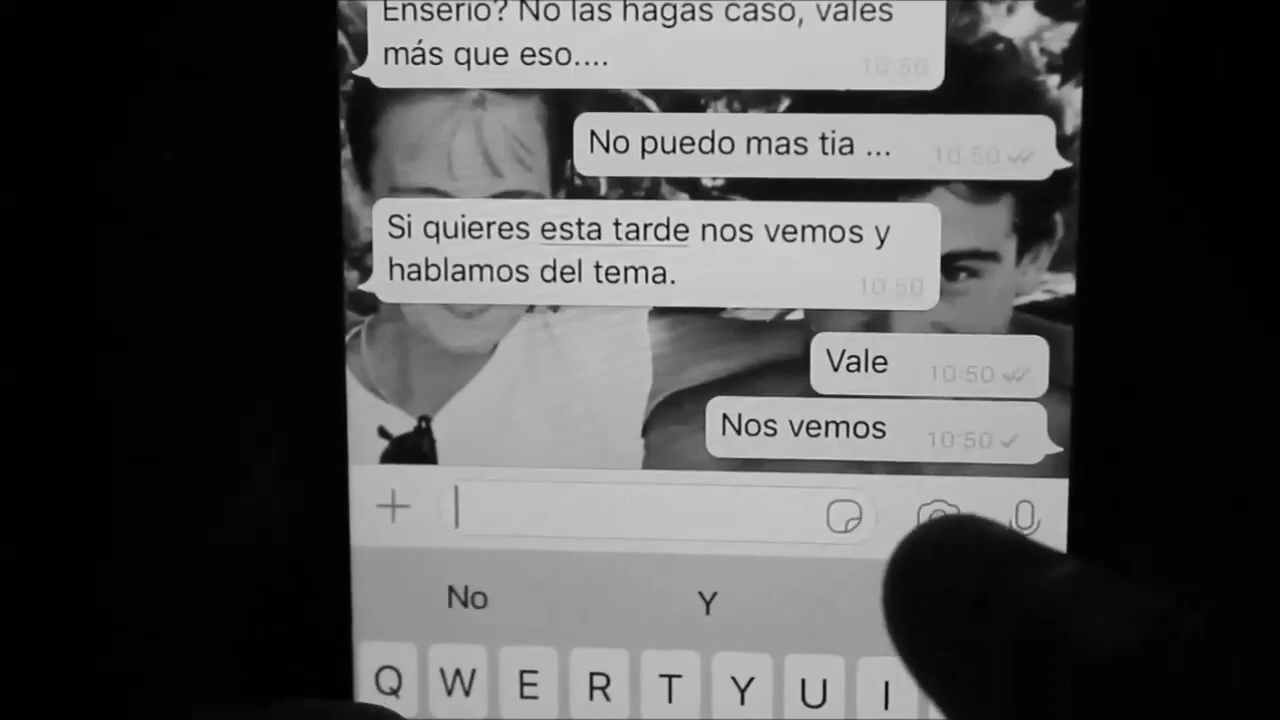 Enserio? No las hagas caso, vales
más que eso....
10:50
No puedo mas tia ...
10:50
Si quieres esta tarde nos vemos y
hablamos del tema.
10:50
Vale
10:50
Nos vemos
10:50
No Y
Q W E R T Y U I